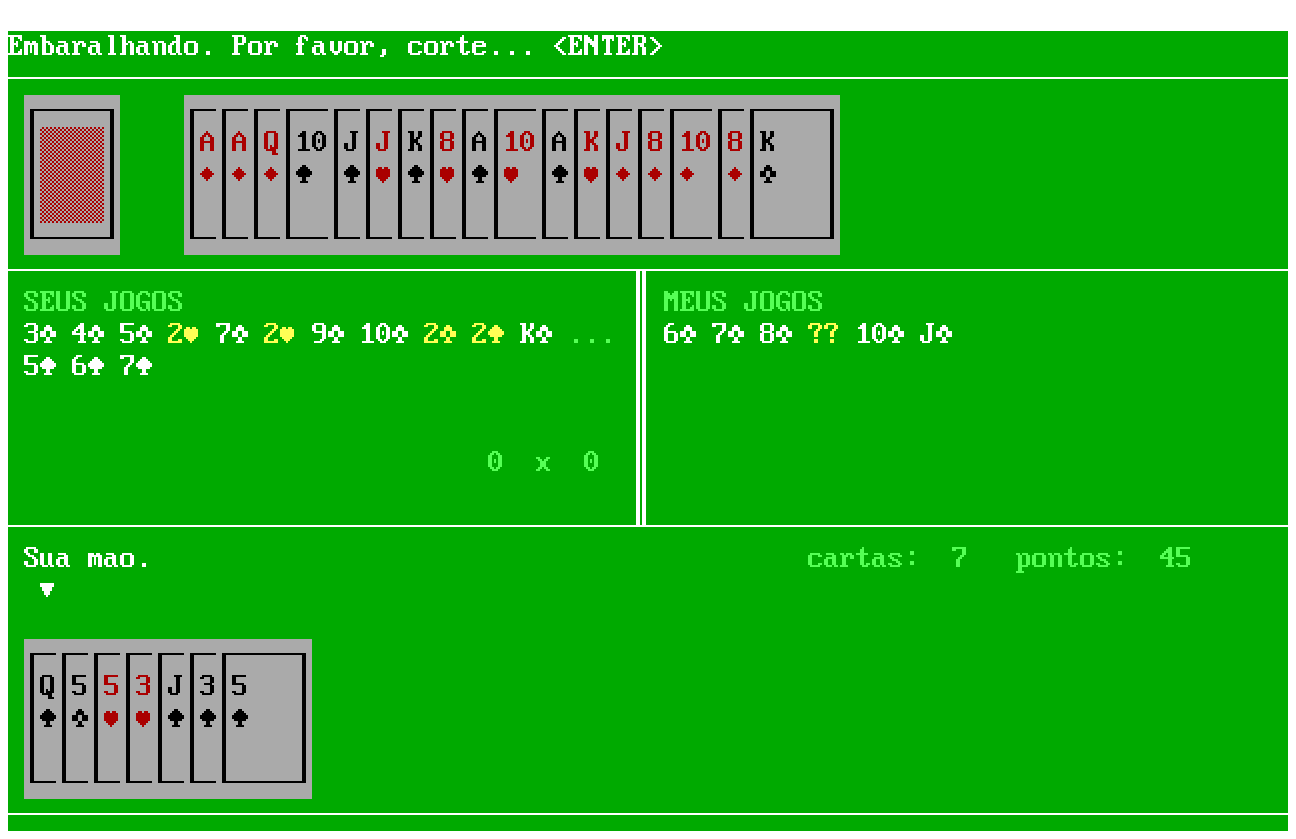 Embaralhando. Por favor, corte... <ENTER>
A A Q 10 J J K 8 A 10 A K J 8 10 8 K
♦ ♦ ♦ ♠ ♠ ♥ ♠ ♥ ♠ ♥ ♠ ♥ ♦ ♦ ♦ ♦ ♣
SEUS JOGOS
3♣ 4♣ 5♣ 2♥ 7♣ 2♥ 9♣ 10♣ 2♣ 2♠ K♣ ...
5♠ 6♠ 7♠
0 x 0
MEUS JOGOS
6♣ 7♣ 8♣ ?? 10♣ J♣
Sua mao.
cartas: 7 pontos: 45
Q 5 5 3 J 3 5
♠ ♣ ♥ ♥ ♠ ♠ ♠